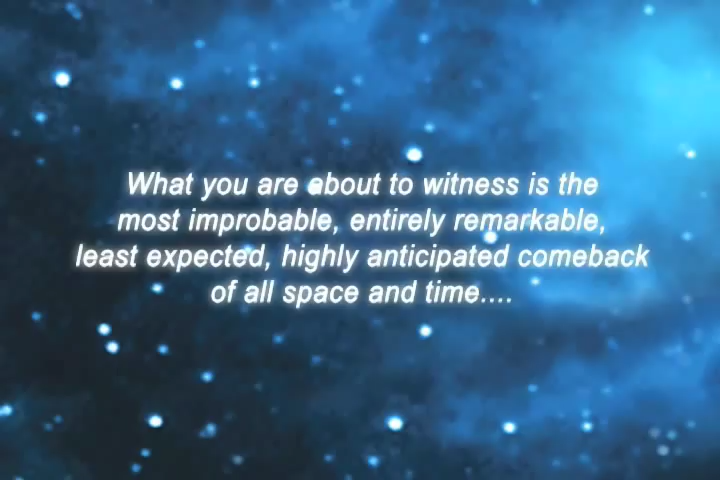 What you are about to witness is the
most improbable, entirely remarkable,
least expected, highly anticipated comeback
of all space and time....